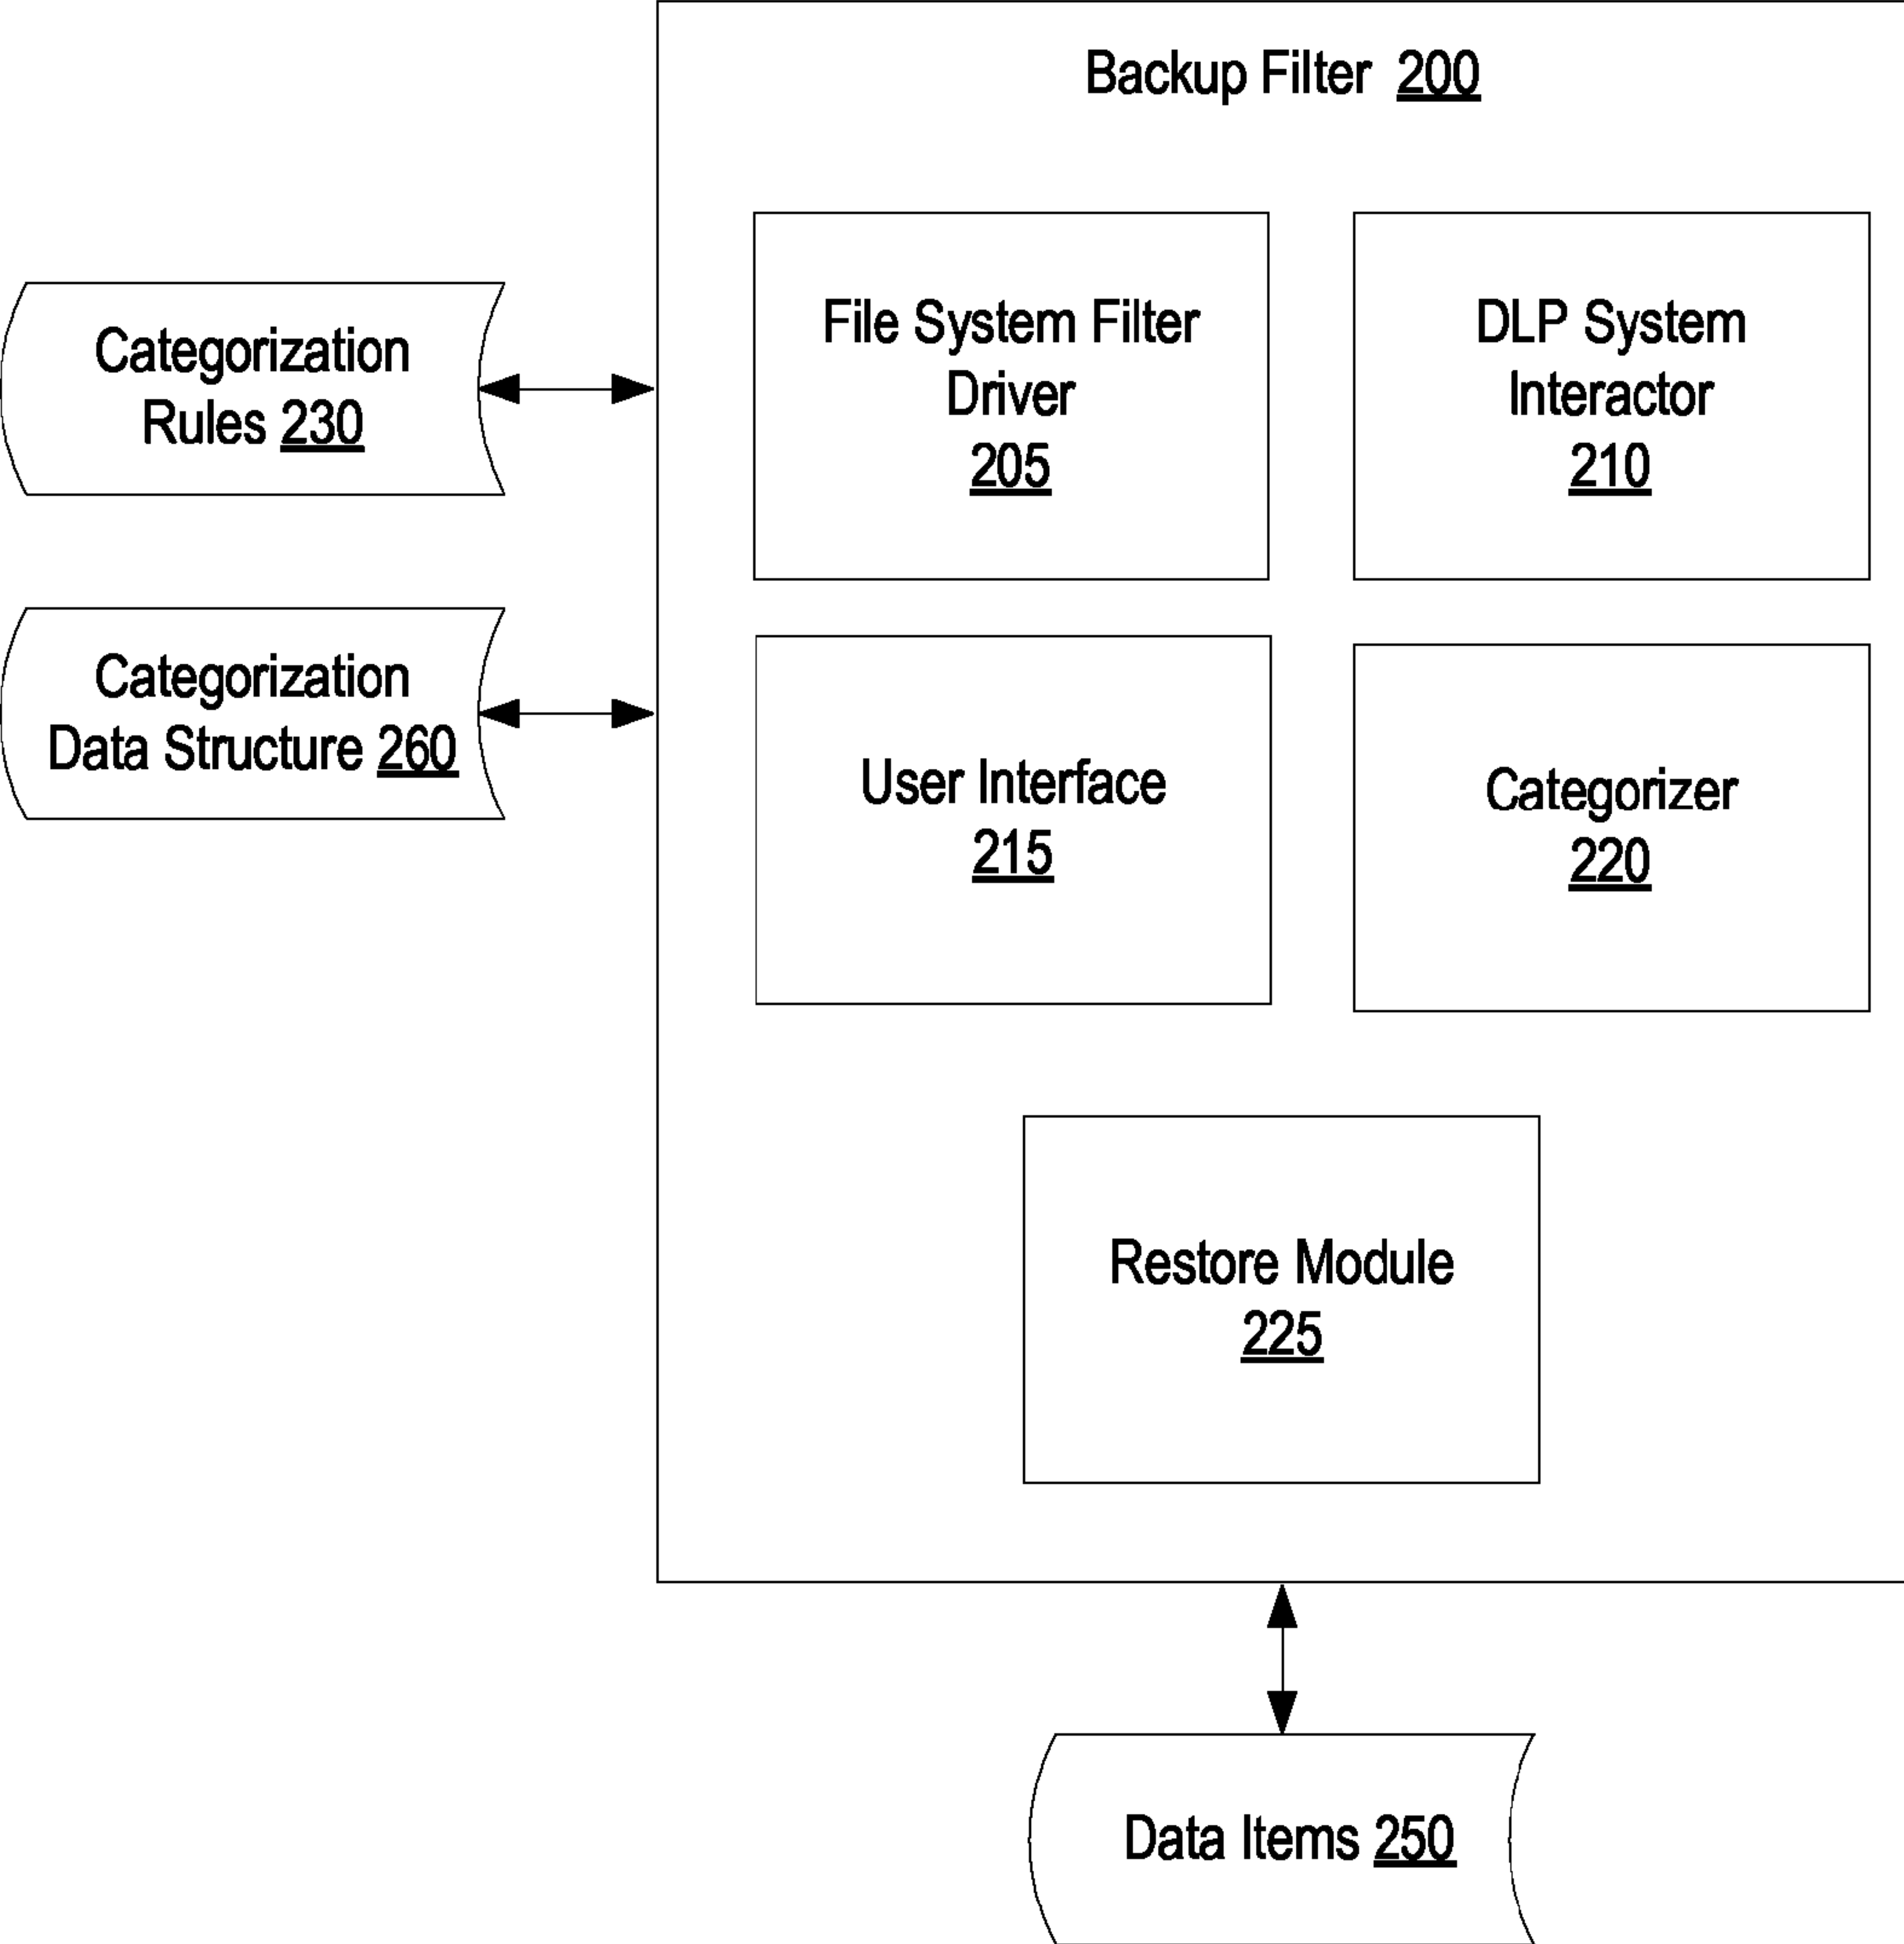 Backup Filter 200
Categorization
Rules 230
Categorization
Data Structure 260
File System Filter
Driver
205
DLP System
Interactor
210
User Interface
215
Categorizer
220
Restore Module
225
Data Items 250